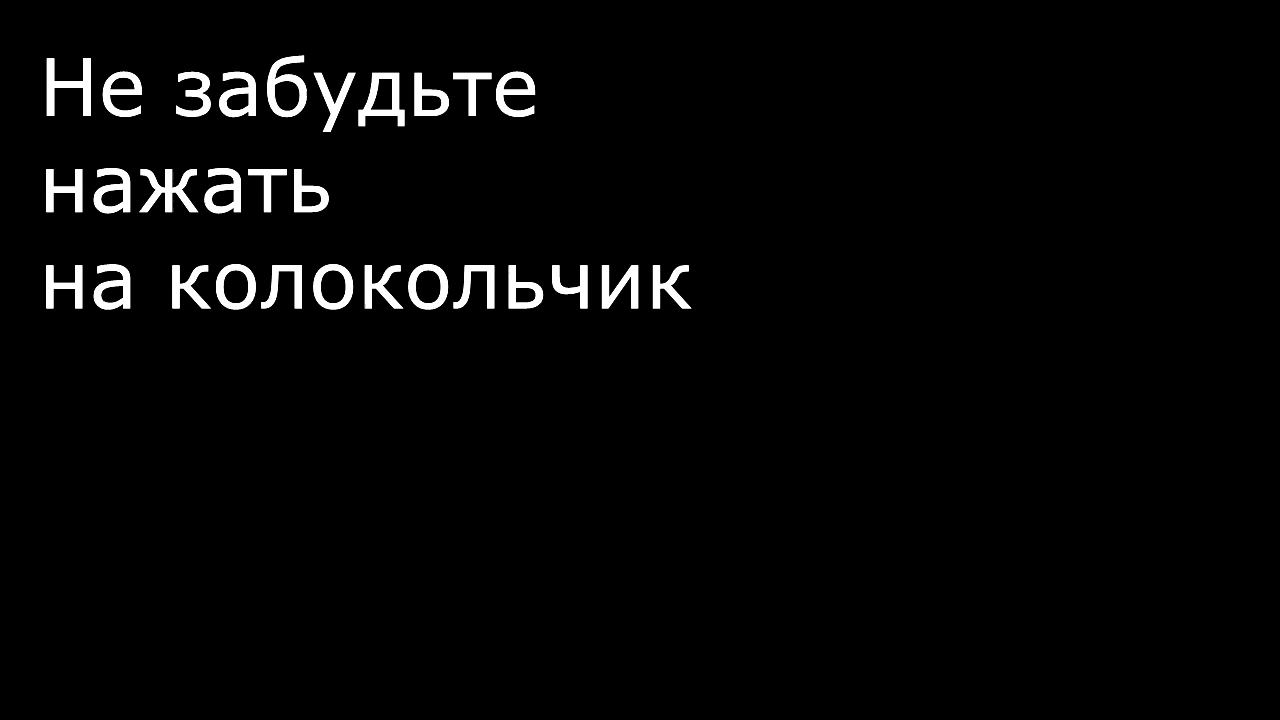 Не забудьте
нажать
на колокольчик